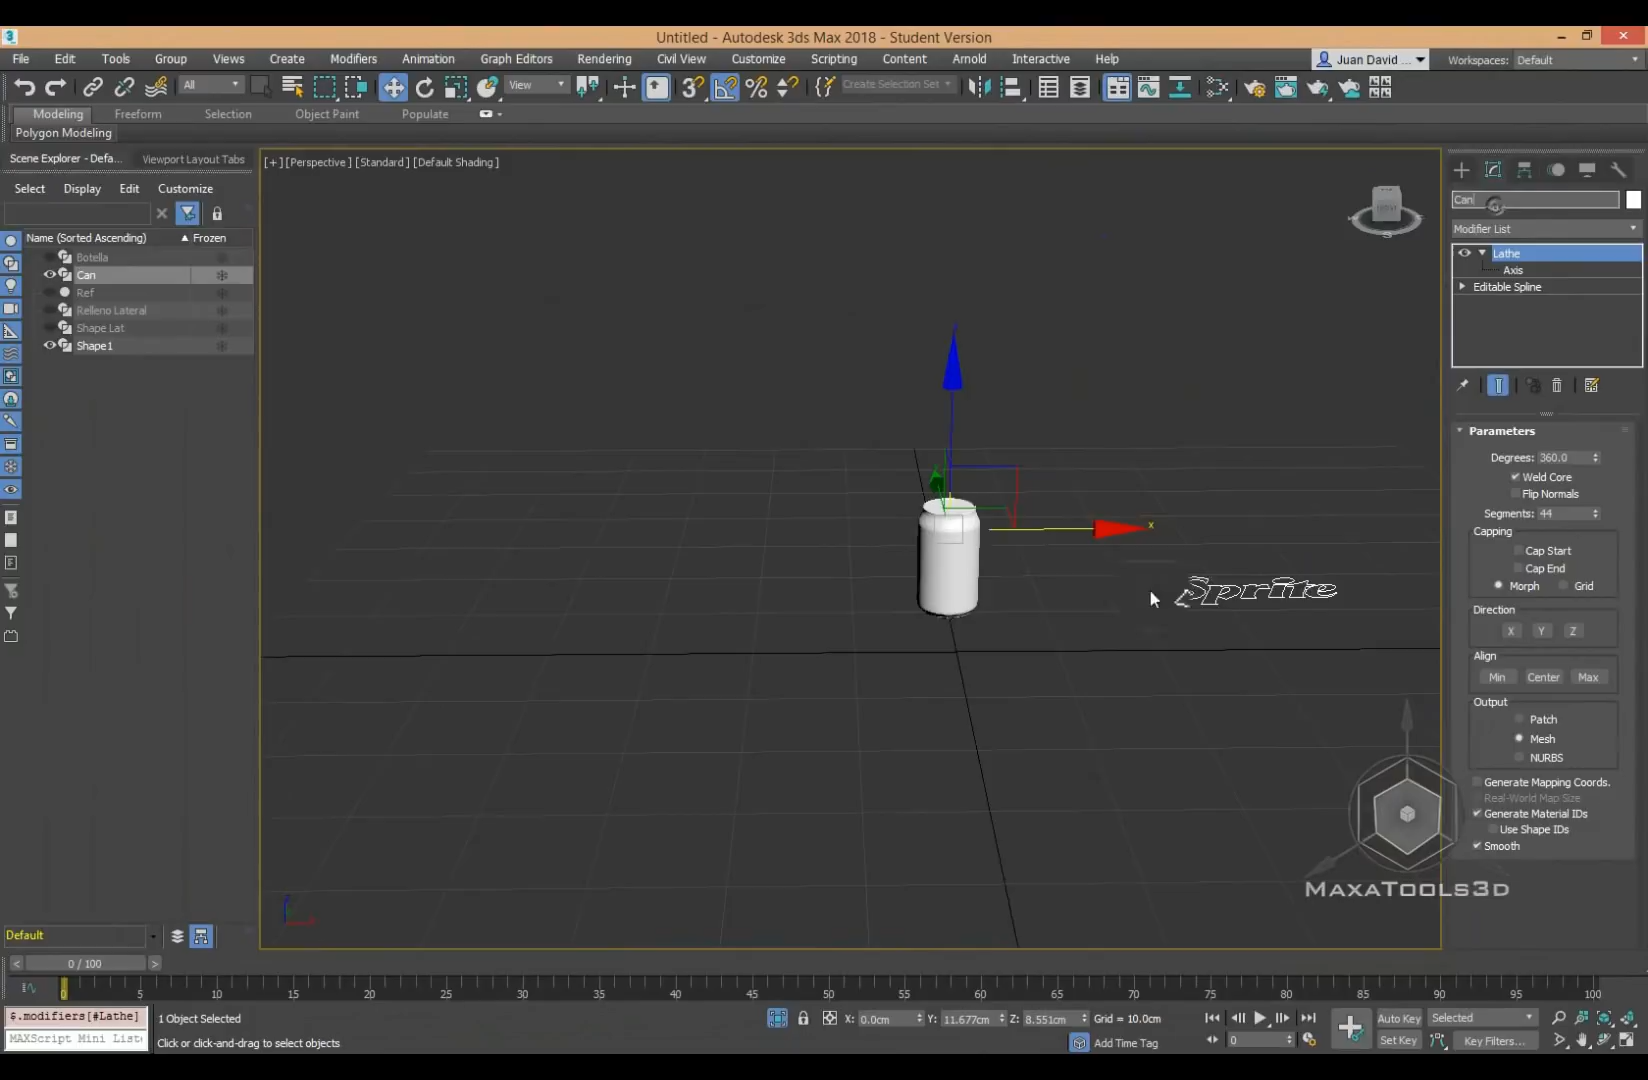 Untitled - Autodesk 3ds Max 2018 - Student Version
File Edit Tools Group Views Create Modifiers Animation Graph Editors Rendering Civil View Customize Scripting Content Arnold Interactive Help Juan David ... Workspaces: Default
All View Create Selection Set
Modeling Freeform Selection Object Paint Populate
Polygon Modeling
Scene Explorer - Defa... Viewport Layout Tabs
[+] [Perspective] [Standard] [Default Shading]
Select Display Edit Customize
Can
Modifier List
Name (Sorted Ascending) Frozen
Botella
Can
Ref
Relleno Lateral
Shape Lat
Shape1
Lathe
Axis
Editable Spline
Parameters
Degrees: 360.0
Weld Core
Flip Normals
Segments: 44
Capping
Cap Start
Cap End
Morph Grid
Direction
X Y Z
Align
Min Center Max
Output
Patch
Mesh
NURBS
Generate Mapping Coords.
Real-World Map Size
Generate Material IDs
Use Shape IDs
Smooth
x
Sprite
MAXATOOLS3D
Default
0 / 100
0 5 10 15 20 25 30 35 40 45 50 55 60 65 70 75 80 85 90 95 100
$.modifiers[#Lathe] 1 Object Selected X: 0.0cm Y: 11.677cm Z: 8.551cm Grid = 10.0cm Auto Key Selected
MAXScript Mini List Click or click-and-drag to select objects Add Time Tag 0 Set Key Key Filters...